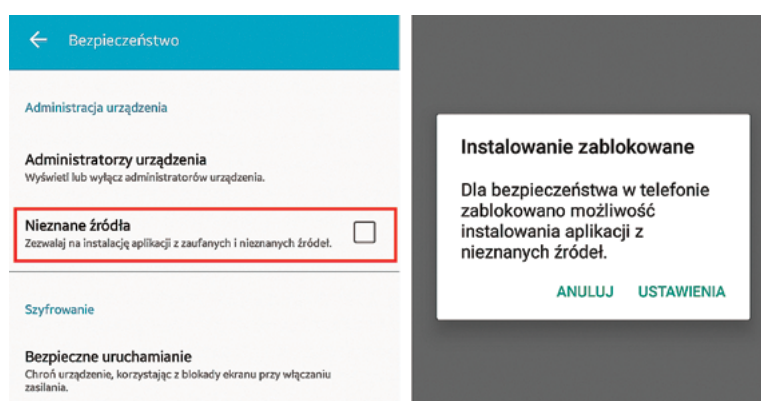 Bezpieczeństwo
Administracja urządzenia
Administratorzy urządzenia
Wyświetl lub wyłącz administratorów urządzenia.
Nieznane źródła
Zezwalaj na instalację aplikacji z zaufanych i nieznanych źródeł.
Szyfrowanie
Bezpieczne uruchamianie
Chroń urządzenie, korzystając z blokady ekranu przy włączaniu
zasilania.
Instalowanie zablokowane
Dla bezpieczeństwa w telefonie
zablokowano możliwość
instalowania aplikacji z
nieznanych źródeł.
ANULUJ USTAWIENIA